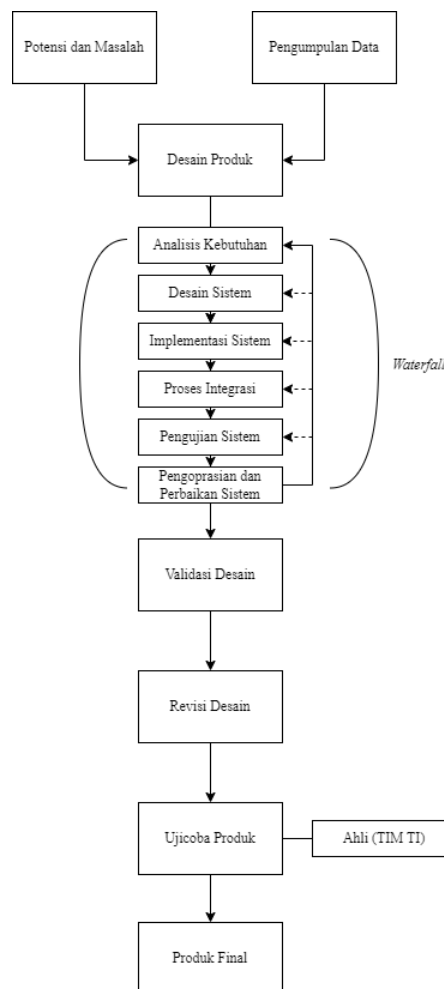 Potensi dan Masalah
Pengumpulan Data
Desain Produk
Analisis Kebutuhan
Desain Sistem
Implementasi Sistem
Waterfall
Proses Integrasi
Pengujian Sistem
Pengoprasian dan
Perbaikan Sistem
Validasi Desain
Revisi Desain
Ujicoba Produk
Ahli (TIM TI)
Produk Final